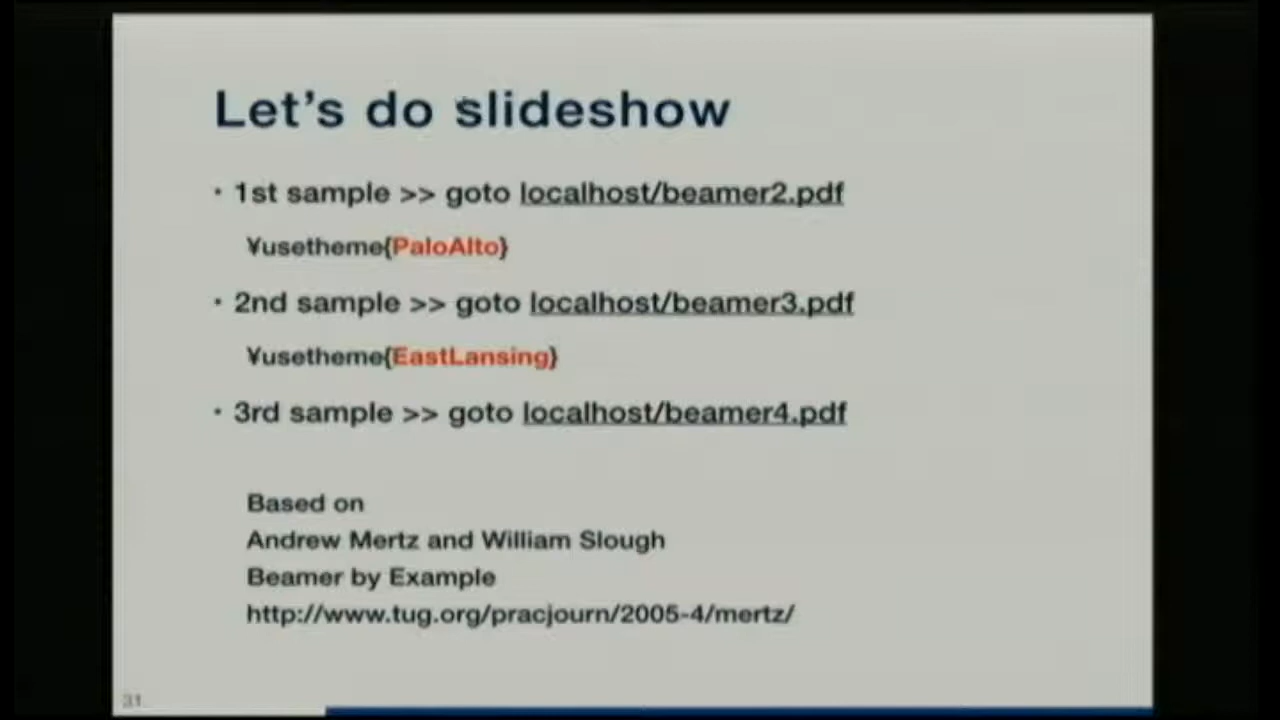 Let's do slideshow
• 1st sample >> goto localhost/beamer2.pdf
¥usetheme{PaloAlto}
• 2nd sample >> goto localhost/beamer3.pdf
¥usetheme{EastLansing}
• 3rd sample >> goto localhost/beamer4.pdf
Based on
Andrew Mertz and William Slough
Beamer by Example
http://www.tug.org/pracjourn/2005-4/mertz/
31